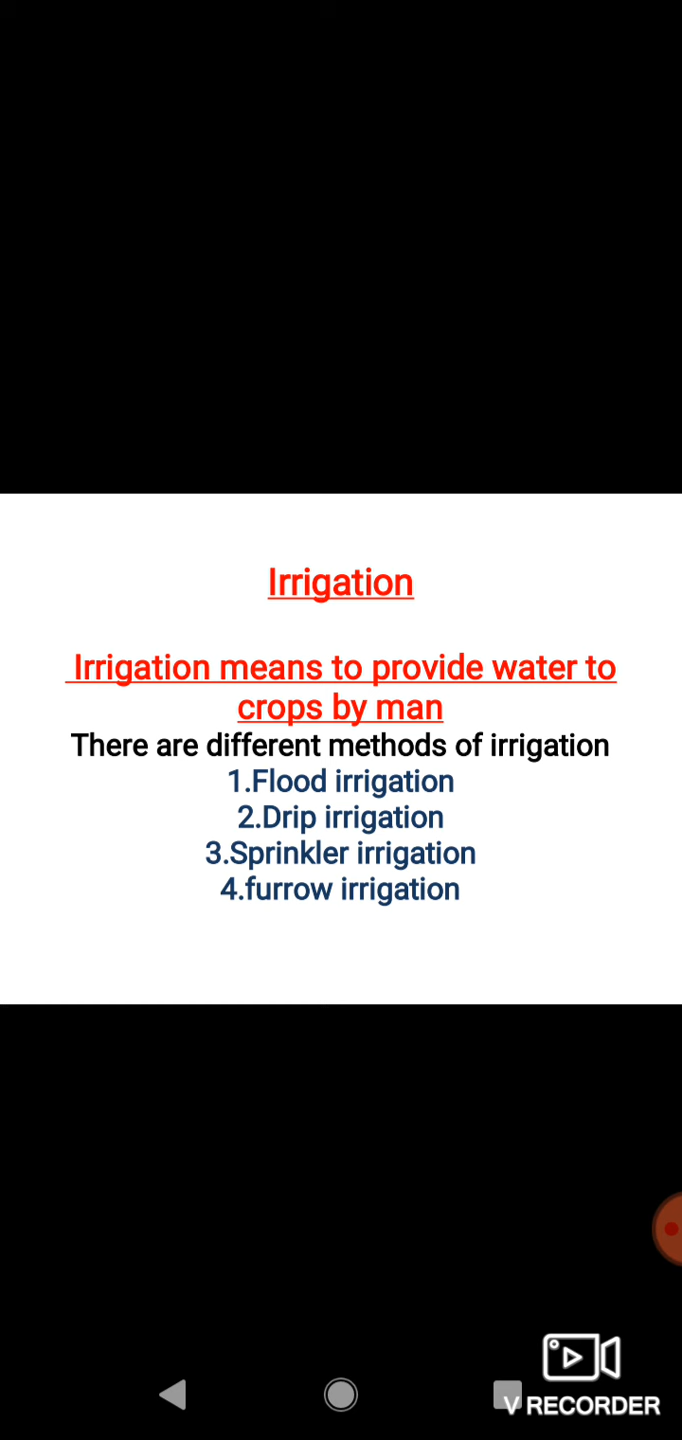 Irrigation
Irrigation means to provide water to
crops by man
There are different methods of irrigation
1.Flood irrigation
2.Drip irrigation
3.Sprinkler irrigation
4.furrow irrigation
V RECORDER